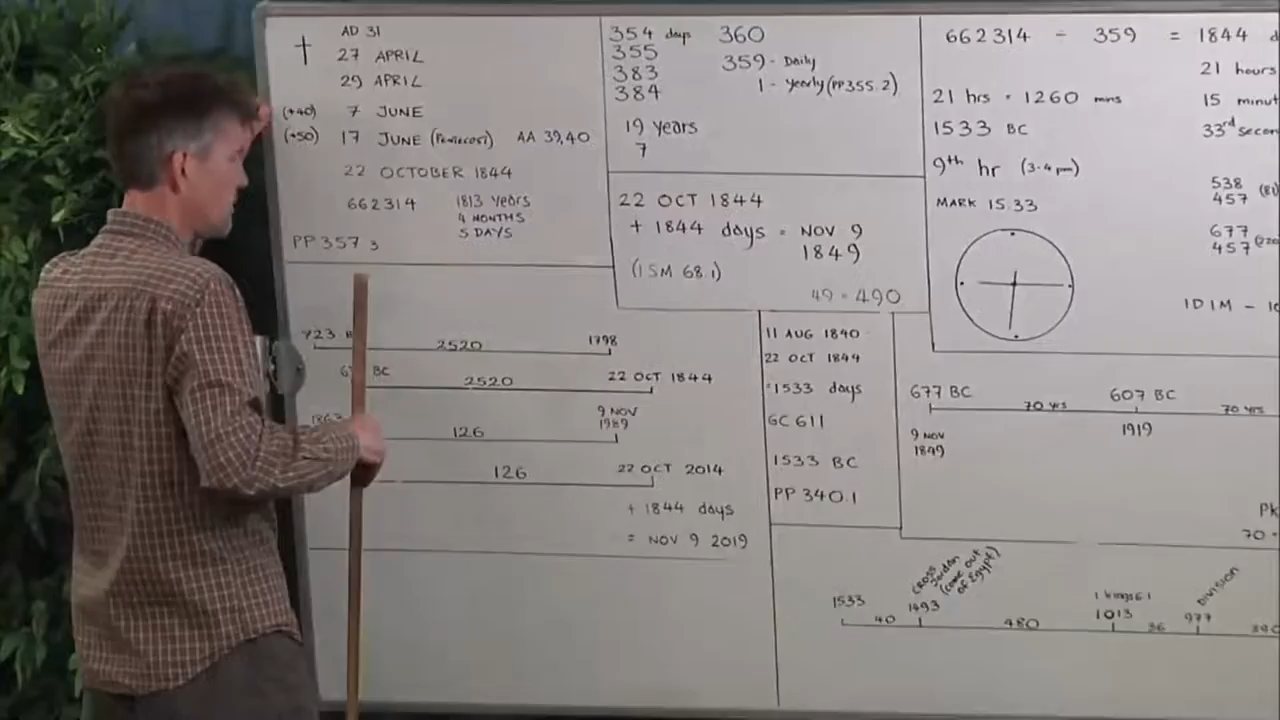 AD 31
27 APRIL
29 APRIL
(+40) 7 JUNE
(+50) 17 JUNE (Pentecost) AA 39,40
22 OCTOBER 1844
662314 1813 years
4 MONTHS
5 DAYS
PP 357 3
354 days 360
355 359 - Daily
383 1 - Yearly (PP355.2)
384
19 years
7
22 OCT 1844
+ 1844 days = NOV 9
1849
(1SM 68.1)
49 = 490
662314 ÷ 359 = 1844 d
21 hours
21 hrs = 1260 mns
15 minut
1533 BC
33rd secon
9th hr (3-4pm)
538
457
MARK 15.33
677
457
1D1M -
723
2520
1798
BC
2520
22 OCT 1844
1863
126
9 NOV
1989
126
22 OCT 2014
+ 1844 days
= NOV 9 2019
11 AUG 1840
22 OCT 1844
=1533 days
GC 611
1533 BC
PP 340.1
677 BC
70 yrs
607 BC
70 yrs
9 NOV
1849
1919
70
1533
40
1493
CROSS
Jordan
(come out
of Egypt)
480
1 kings 6:1
1013
36
977
DIVISION
390